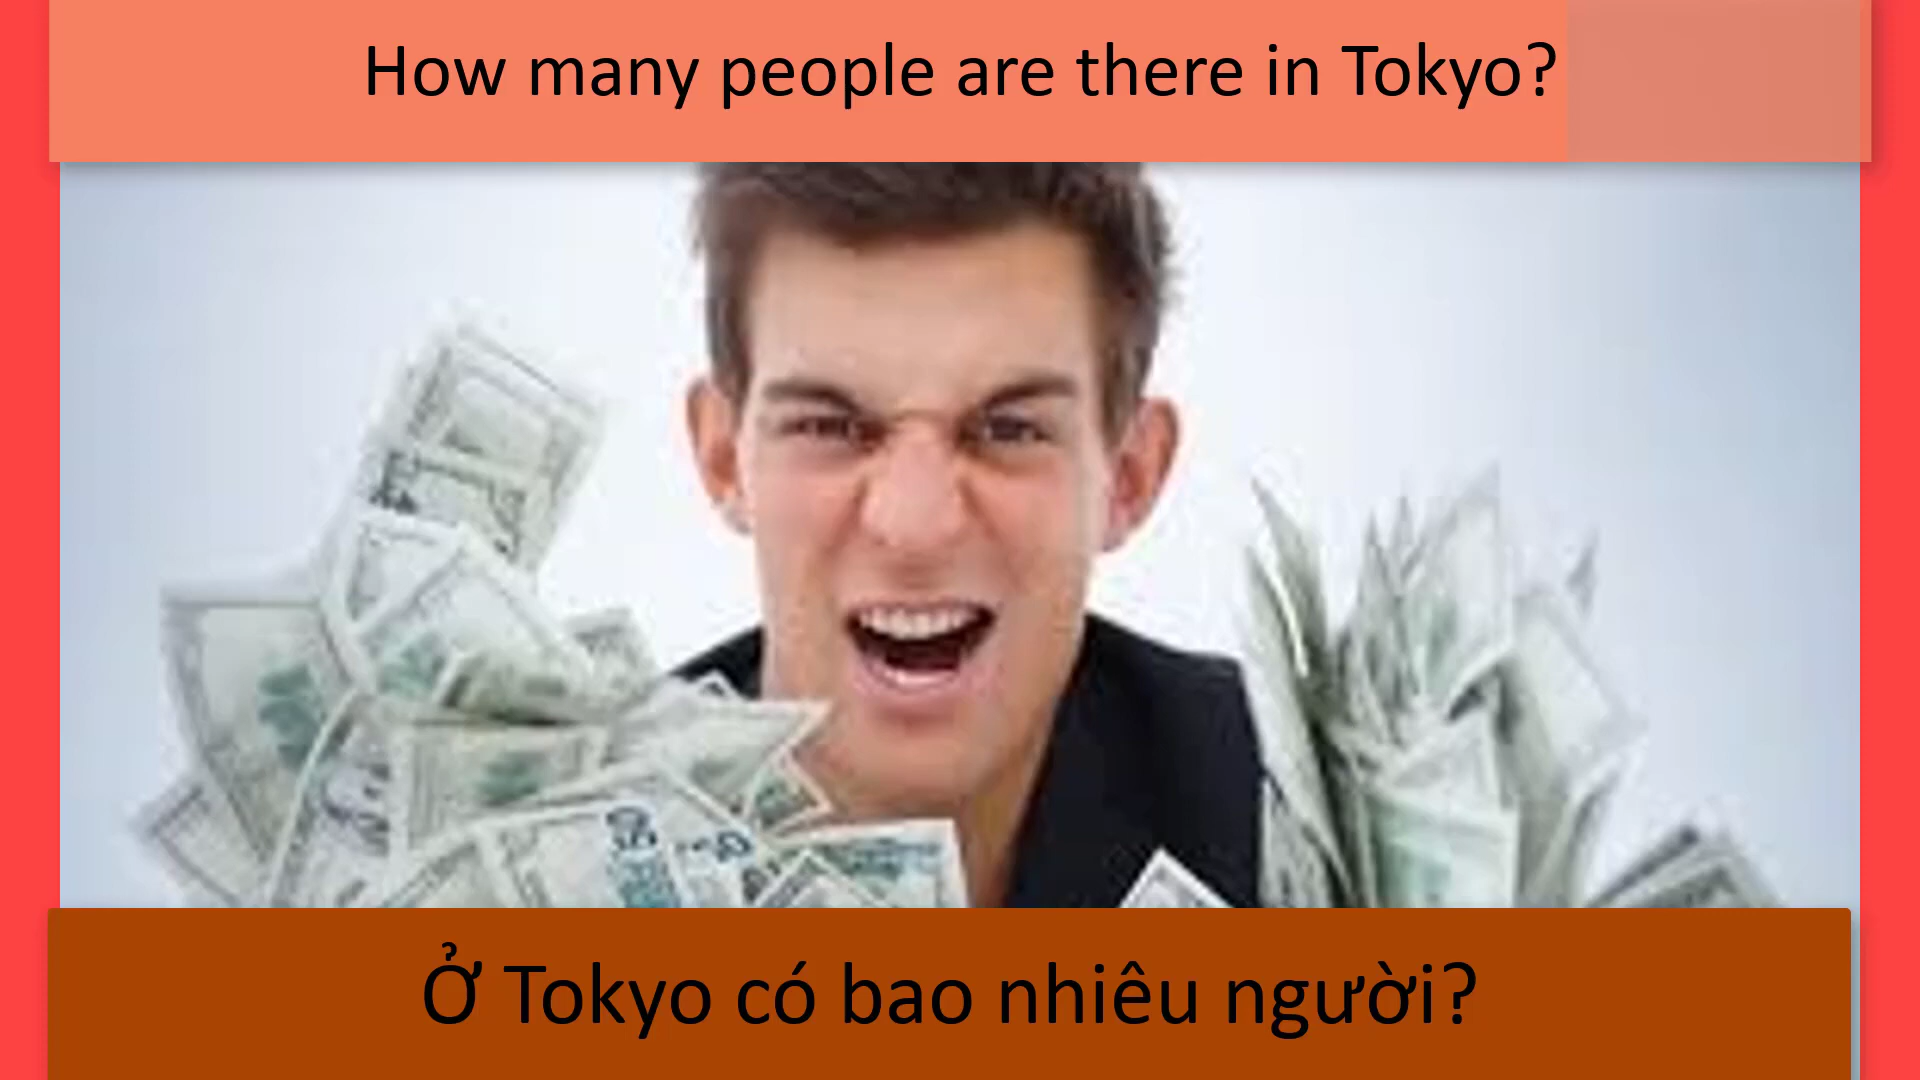 How many people are there in Tokyo?
Ở Tokyo có bao nhiêu người?